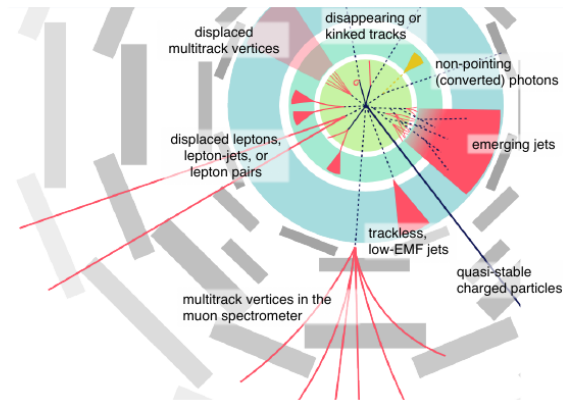 disappearing or
kinked tracks
displaced
multitrack vertices
non-pointing
(converted) photons
emerging jets
displaced leptons,
lepton-jets, or
lepton pairs
trackless,
low-EMF jets
quasi-stable
charged particles
multitrack vertices in the
muon spectrometer